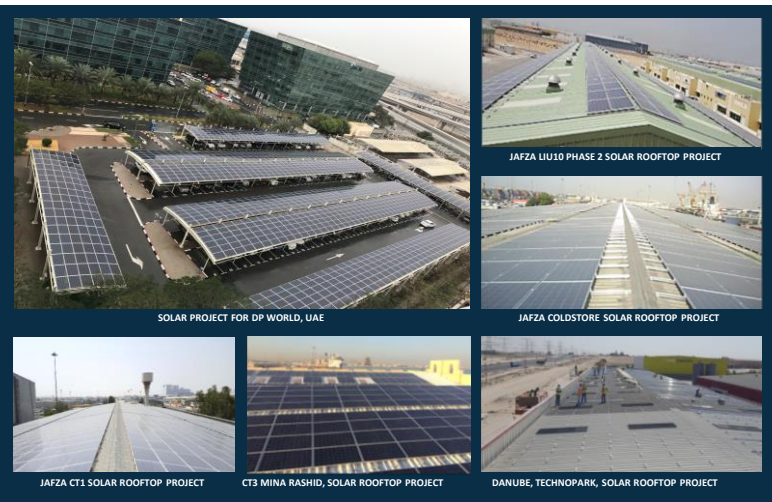 JAFZA LIU10 PHASE 2 SOLAR ROOFTOP PROJECT
SOLAR PROJECT FOR DP WORLD, UAE
JAFZA COLDSTORE SOLAR ROOFTOP PROJECT
JAFZA CT1 SOLAR ROOFTOP PROJECT
CT3 MINA RASHID, SOLAR ROOFTOP PROJECT
DANUBE, TECHNOPARK, SOLAR ROOFTOP PROJECT